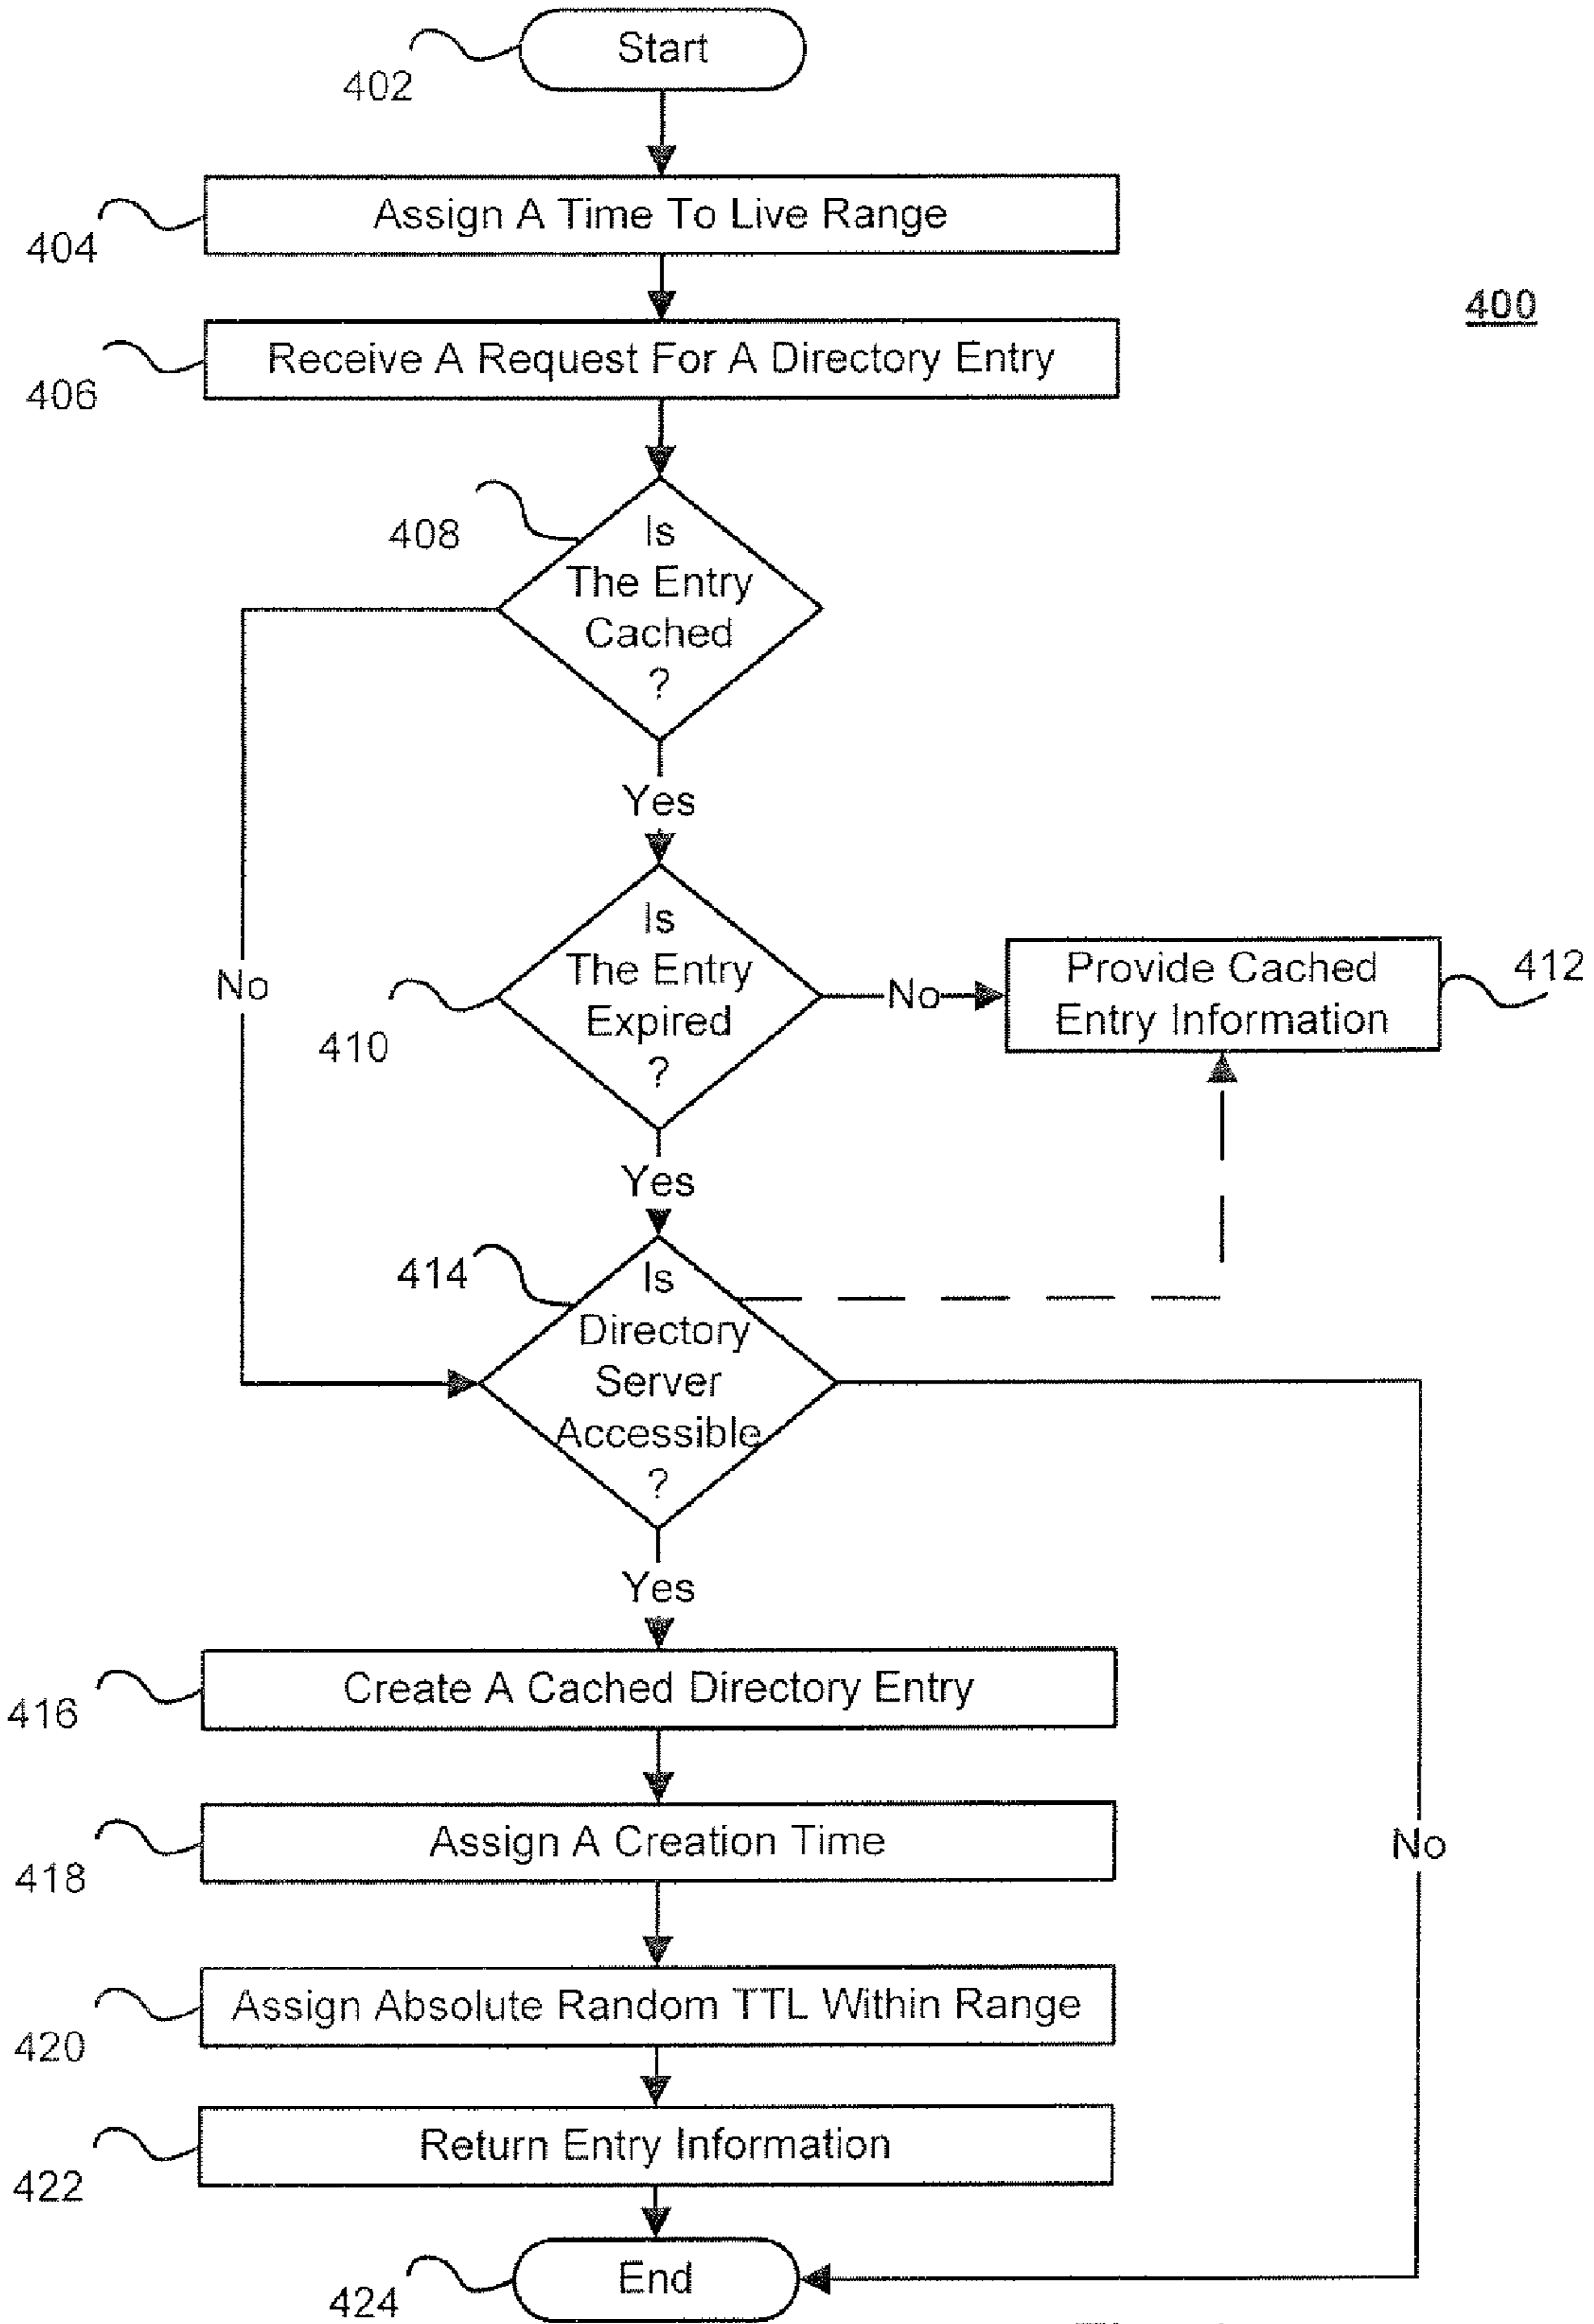 Start
402
Assign A Time To Live Range
404
400
Receive A Request For A Directory Entry
406
408
Is
The Entry
Cached
?
Yes
No
Is
The Entry
Expired
?
410
No
Provide Cached
Entry Information
412
Yes
414
Is
Directory
Server
Accessible
?
Yes
Create A Cached Directory Entry
416
Assign A Creation Time
418
No
Assign Absolute Random TTL Within Range
420
Return Entry Information
422
End
424